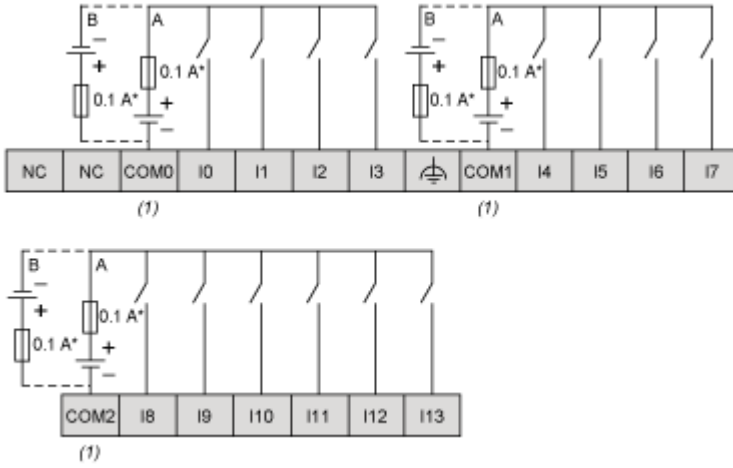 B − A B − A
+ 0.1 A* + 0.1 A*
0.1 A* + 0.1 A* +
− −
NC NC COM0 I0 I1 I2 I3 COM1 I4 I5 I6 I7
(1) (1)
B − A
+ 0.1 A*
0.1 A* +
−
COM2 I8 I9 I10 I11 I12 I13
(1)